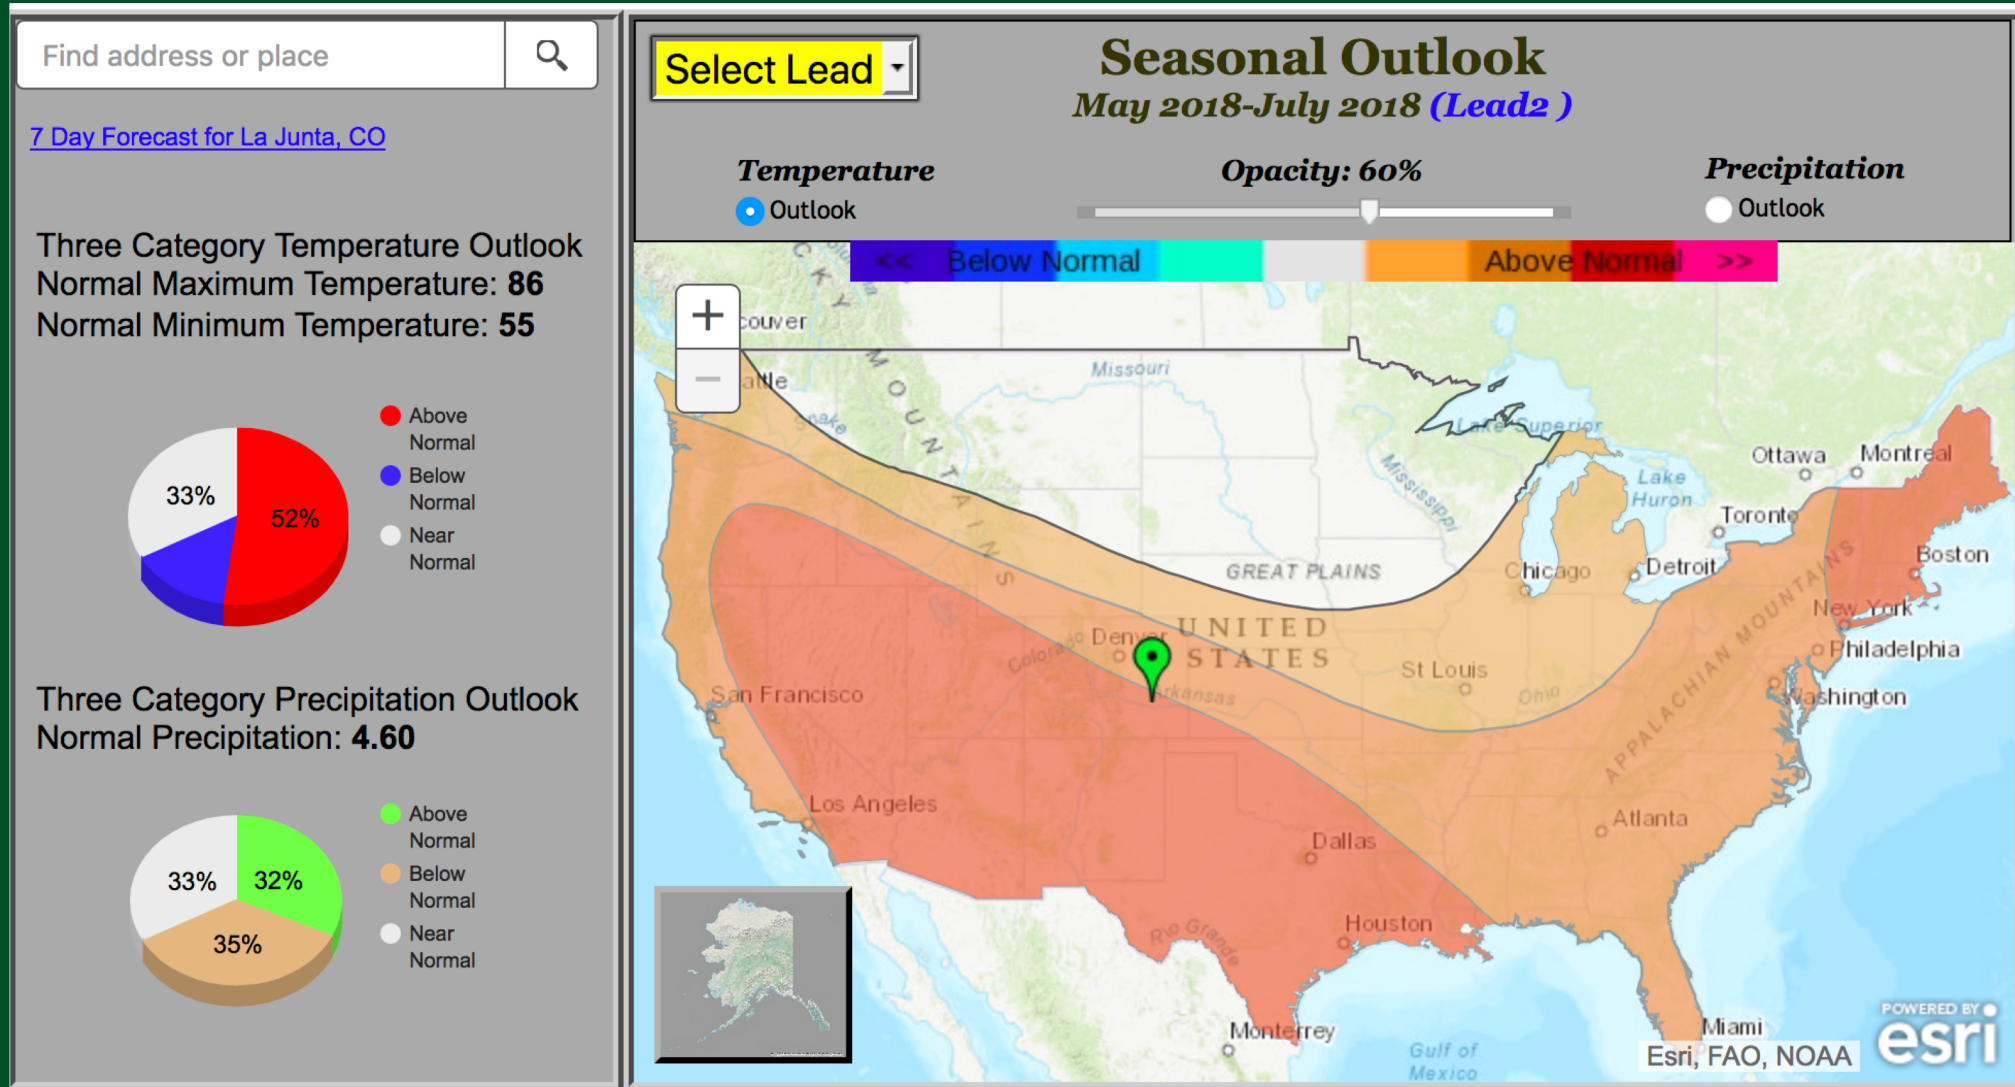 Find address or place
7 Day Forecast for La Junta, CO
Three Category Temperature Outlook
Normal Maximum Temperature: 86
Normal Minimum Temperature: 55
33%
52%
Above
Normal
Below
Normal
Near
Normal
Three Category Precipitation Outlook
Normal Precipitation: 4.60
33%
32%
35%
Above
Normal
Below
Normal
Near
Normal
Select Lead
Seasonal Outlook
May 2018-July 2018 (Lead2 )
Temperature
Outlook
Opacity: 60%
Precipitation
Outlook
<< Below Normal Above Normal >>
+
−
couver
attle
CKY
MOUNTAINS
Missouri
Snake
Lake Superior
Mississippi
Ottawa
Montreal
Lake
Huron
Toronto
GREAT PLAINS
Chicago
Detroit
Boston
New York
Philadelphia
Washington
APPALACHIAN MOUNTAINS
Colorado
Denver
UNITED
STATES
Arkansas
St Louis
Ohio
San Francisco
Los Angeles
Dallas
Atlanta
Houston
Rio Grande
Monterrey
Gulf of
Mexico
Miami
Esri, FAO, NOAA
POWERED BY
esri